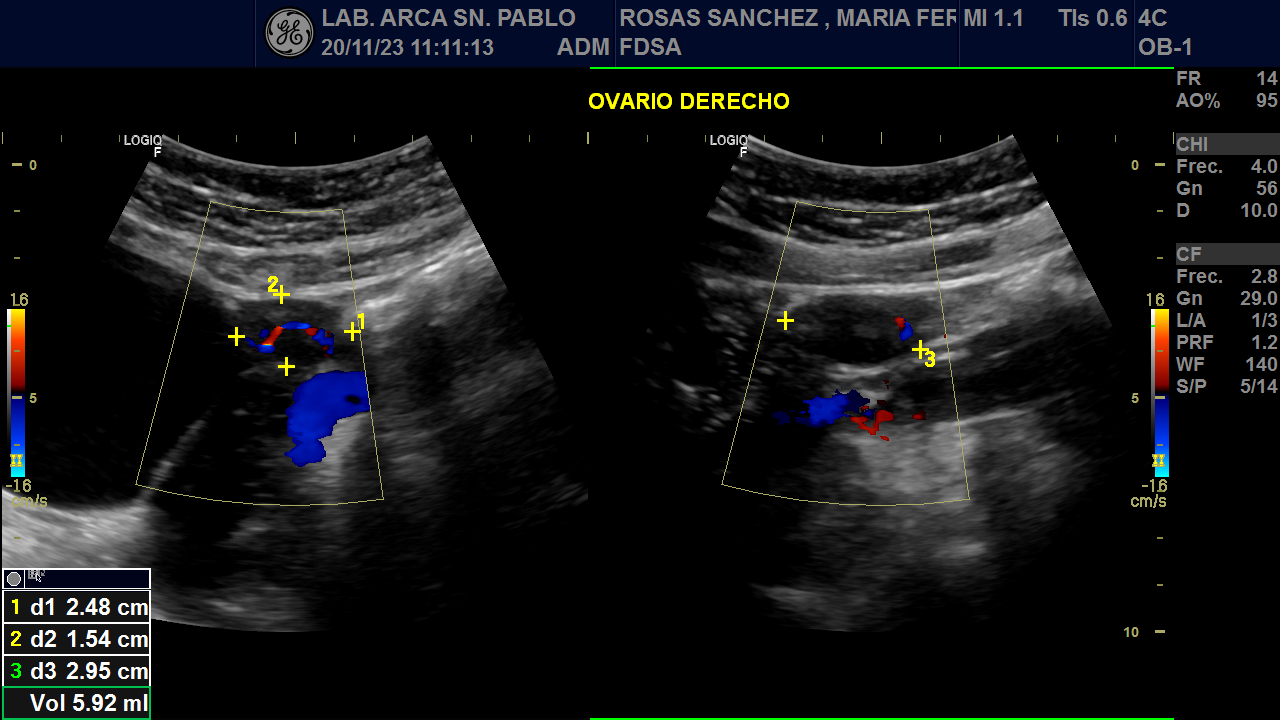 LAB. ARCA SN. PABLO
20/11/23 11:11:13 ADM
ROSAS SANCHEZ , MARIA FER
FDSA
MI 1.1 TIs 0.6
4C
OB-1
OVARIO DERECHO
FR 14
AO% 95
CHI
Frec. 4.0
Gn 56
D 10.0
CF
Frec. 2.8
Gn 29.0
L/A 1/3
PRF 1.2
WF 140
S/P 5/14
LOGIQ
F
0
5
16
-16
cm/s
2
1
LOGIQ
F
3
0
5
10
16
-16
cm/s
1 d1 2.48 cm
2 d2 1.54 cm
3 d3 2.95 cm
Vol 5.92 ml